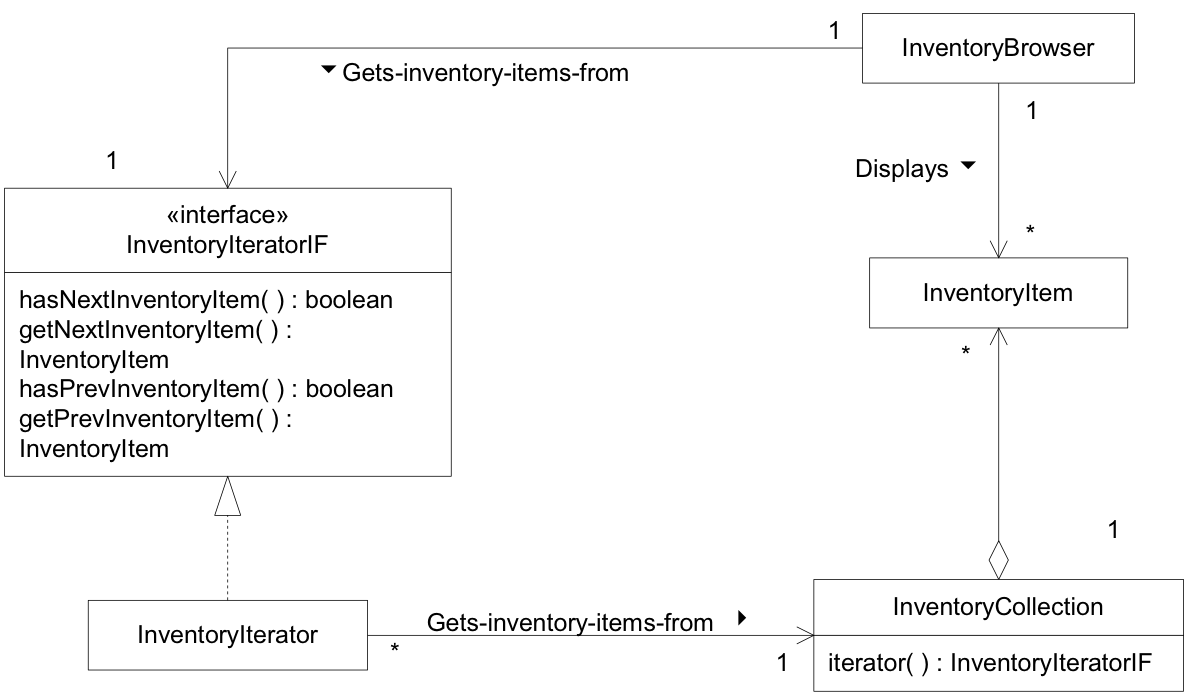 1
InventoryBrowser
Gets-inventory-items-from
1
Displays
1
«interface»
InventoryIteratorIF
*
InventoryItem
hasNextInventoryItem( ) : boolean
getNextInventoryItem( ) :
InventoryItem
hasPrevInventoryItem( ) : boolean
getPrevInventoryItem( ) :
InventoryItem
*
1
InventoryCollection
InventoryIterator
Gets-inventory-items-from
*
1
iterator( ) : InventoryIteratorIF